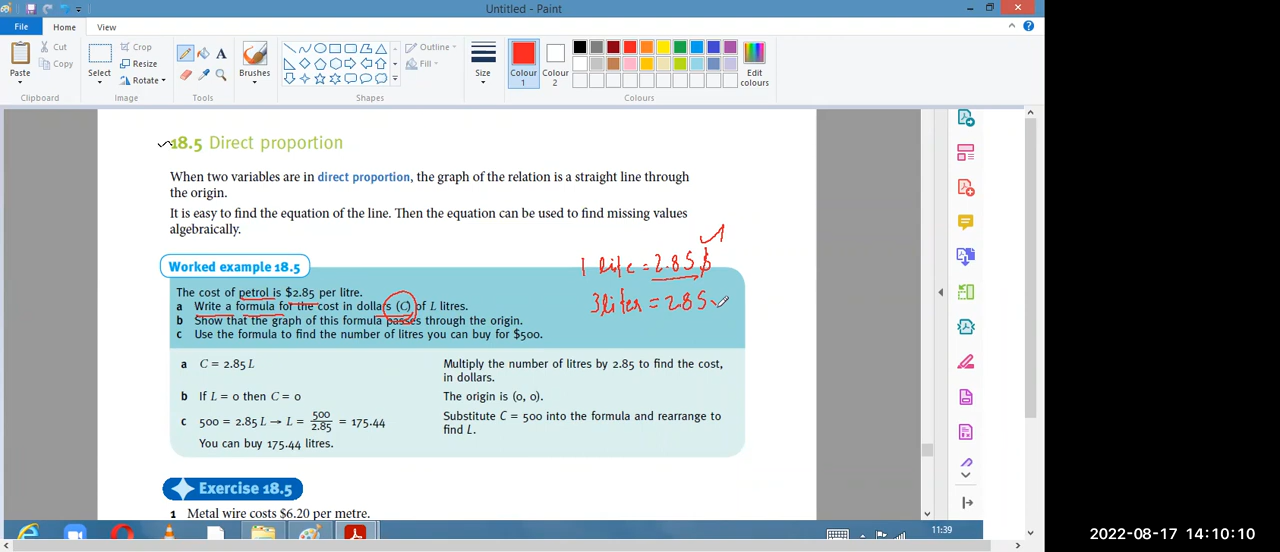 Untitled - Paint
File Home View
Paste
Cut
Copy
Clipboard
Select
Crop
Resize
Rotate
Image
Tools
Brushes
Outline
Fill
Shapes
Size
Colour 1
Colour 2
Edit colours
Colours
18.5 Direct proportion
When two variables are in direct proportion, the graph of the relation is a straight line through
the origin.
It is easy to find the equation of the line. Then the equation can be used to find missing values
algebraically.
Worked example 18.5
1 lite = 2.85 $
3 liter = 2.85
The cost of petrol is $2.85 per litre.
a Write a formula for the cost in dollars (C) of L litres.
b Show that the graph of this formula passes through the origin.
c Use the formula to find the number of litres you can buy for $500.
a C = 2.85 L Multiply the number of litres by 2.85 to find the cost,
in dollars.
b If L = 0 then C = 0 The origin is (0, 0).
c 500 = 2.85 L → L = 500/2.85 = 175.44 Substitute C = 500 into the formula and rearrange to
find L.
You can buy 175.44 litres.
Exercise 18.5
1 Metal wire costs $6.20 per metre.
11:39
2022-08-17 14:10:10